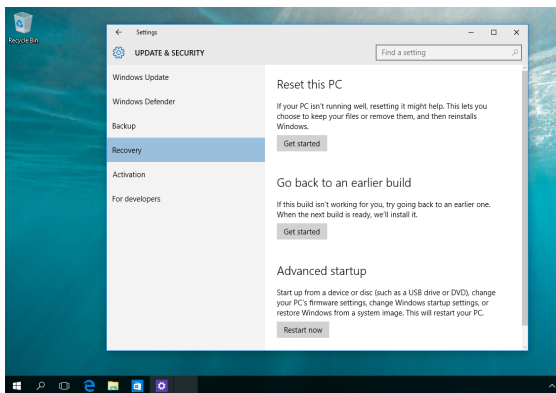 Recycle Bin
Settings
UPDATE & SECURITY
Find a setting
Windows Update
Windows Defender
Backup
Recovery
Activation
For developers
Reset this PC
If your PC isn't running well, resetting it might help. This lets you
choose to keep your files or remove them, and then reinstalls
Windows.
Get started
Go back to an earlier build
If this build isn't working for you, try going back to an earlier one.
When the next build is ready, we'll install it.
Get started
Advanced startup
Start up from a device or disc (such as a USB drive or DVD), change
your PC's firmware settings, change Windows startup settings, or
restore Windows from a system image. This will restart your PC.
Restart now